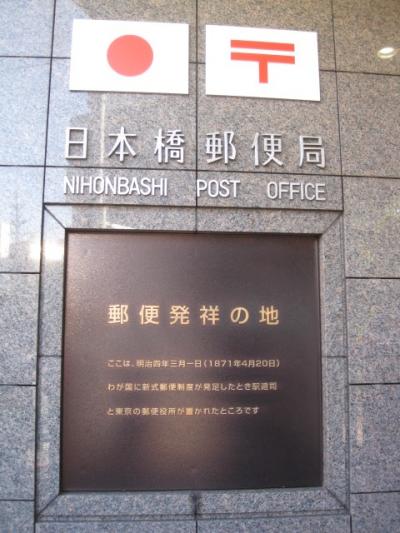 日本橋郵便局
NIHONBASHI POST OFFICE
郵便発祥の地
ここは、明治四年三月一日(1871年4月20日)
わが国に新式郵便制度が発足したとき駅逓司
と東京の郵便役所が置かれたところです